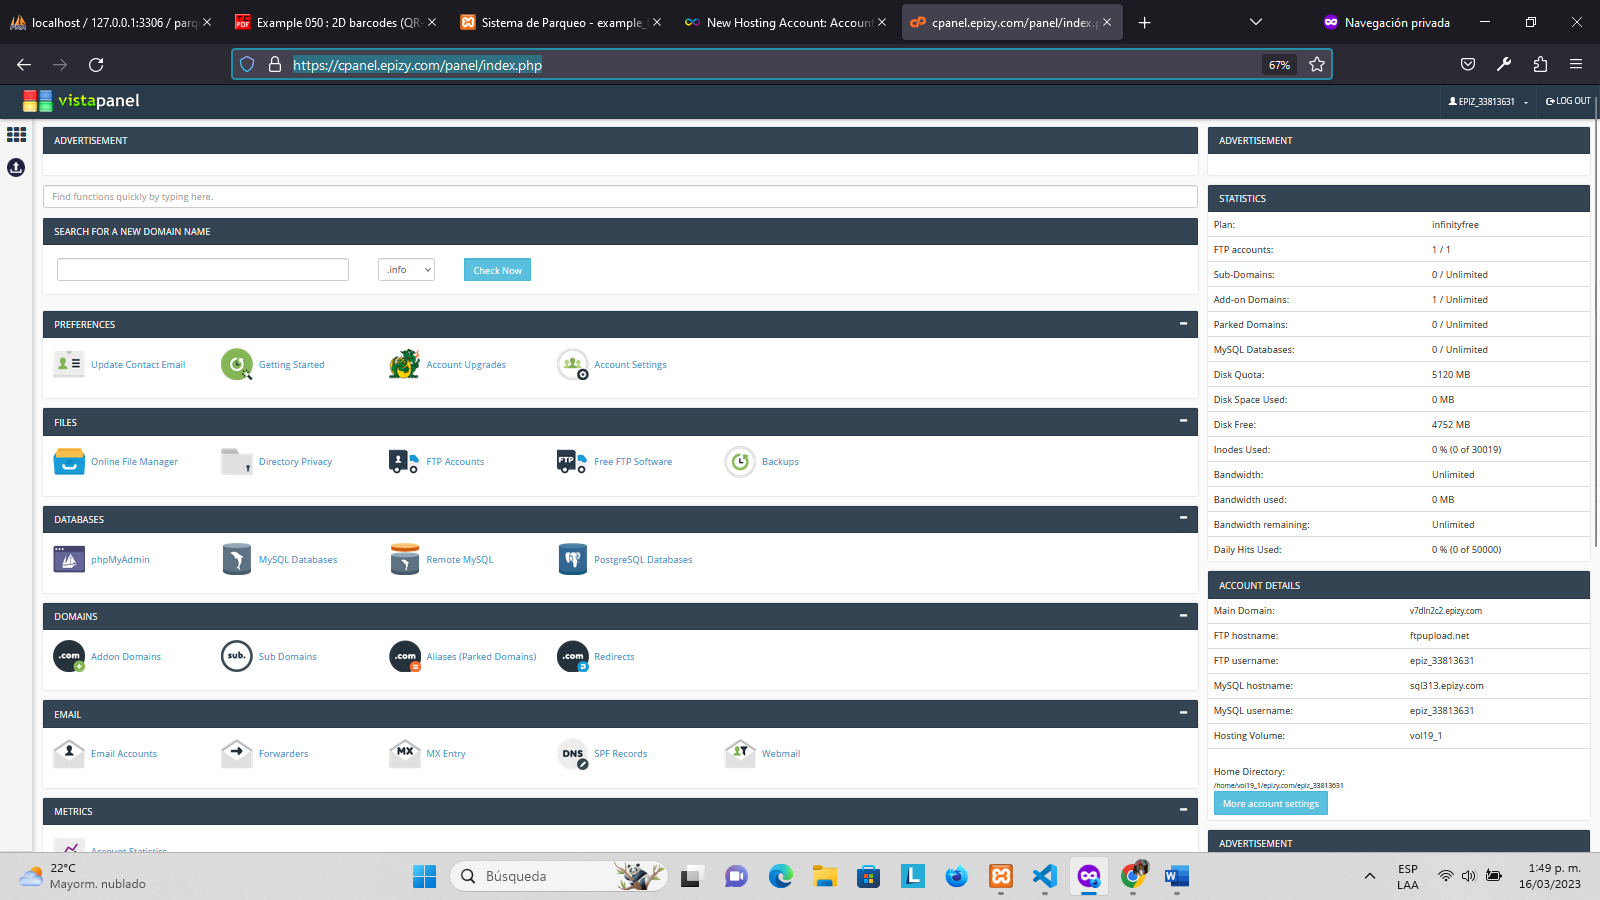 localhost / 127.0.0.1:3306 / parq
Example 050 : 2D barcodes (QR-
Sistema de Parqueo - example_
New Hosting Account: Account
cpanel.epizy.com/panel/index.p
Navegación privada
https://cpanel.epizy.com/panel/index.php
67%
vistapanel
EPIZ_33813631
LOG OUT
ADVERTISEMENT
Find functions quickly by typing here.
SEARCH FOR A NEW DOMAIN NAME
.info
Check Now
PREFERENCES
Update Contact Email
Getting Started
Account Upgrades
Account Settings
FILES
Online File Manager
Directory Privacy
FTP Accounts
FTP
Free FTP Software
Backups
DATABASES
phpMyAdmin
MySQL Databases
Remote MySQL
PostgreSQL Databases
DOMAINS
.com
Addon Domains
sub.
Sub Domains
.com
Aliases (Parked Domains)
.com
Redirects
EMAIL
Email Accounts
Forwarders
MX
MX Entry
DNS
SPF Records
Webmail
METRICS
Account Statistics
ADVERTISEMENT
STATISTICS
Plan: infinityfree
FTP accounts: 1 / 1
Sub-Domains: 0 / Unlimited
Add-on Domains: 1 / Unlimited
Parked Domains: 0 / Unlimited
MySQL Databases: 0 / Unlimited
Disk Quota: 5120 MB
Disk Space Used: 0 MB
Disk Free: 4752 MB
Inodes Used: 0 % (0 of 30019)
Bandwidth: Unlimited
Bandwidth used: 0 MB
Bandwidth remaining: Unlimited
Daily Hits Used: 0 % (0 of 50000)
ACCOUNT DETAILS
Main Domain: v7dln2c2.epizy.com
FTP hostname: ftpupload.net
FTP username: epiz_33813631
MySQL hostname: sql313.epizy.com
MySQL username: epiz_33813631
Hosting Volume: vol19_1
Home Directory:
/home/vol19_1/epizy.com/epiz_33813631
More account settings
ADVERTISEMENT
22°C
Mayorm. nublado
Búsqueda
ESP
LAA
1:49 p. m.
16/03/2023